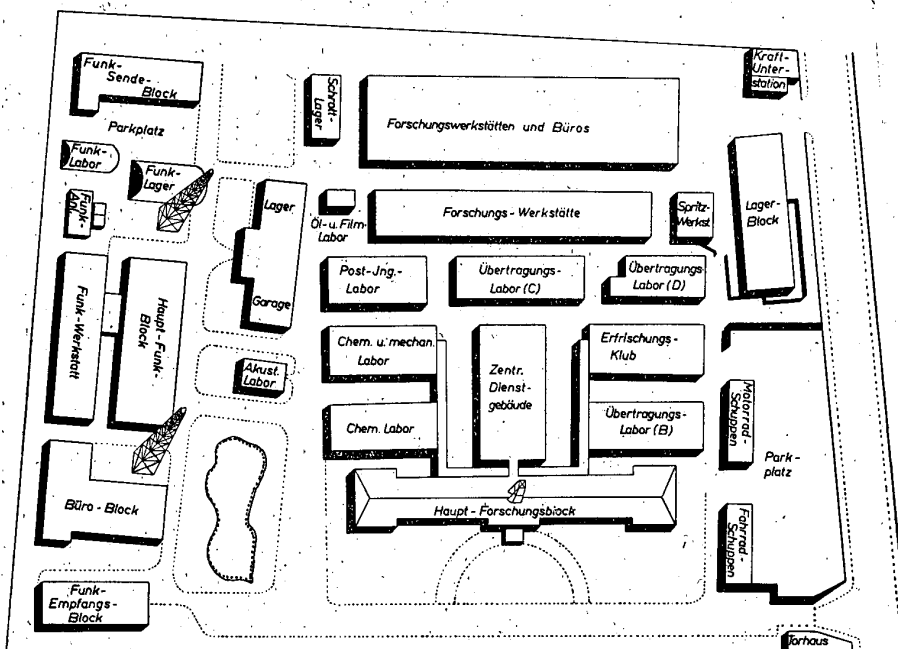 Funk-
Sende-
Block
Parkplatz
Funk-
Labor
Funk-
Lager
Funk-
Schrott-
Lager
Forschungswerkstätten und Büros
Kraft-
Unter-
station
Lager
Garage
Öl- u. Film-
Labor
Forschungs-Werkstätte
Spritz-
Werkst
Lager-
Block
Post-Jng.-
Labor
Übertragungs-
Labor (C)
Übertragungs-
Labor (D)
Funk-Werkstatt
Haupt-Funk-
Block
Chem. u. mechan.
Labor
Zentr.
Dienst-
gebäude
Erfrischungs-
Klub
Akust.
Labor
Chem. Labor
Übertragungs-
Labor (B)
Motorrad-
Schuppen
Park-
platz
Büro-Block
Haupt-Forschungsblock
Fahrrad-
Schuppen
Funk-
Empfangs-
Block
Torhaus